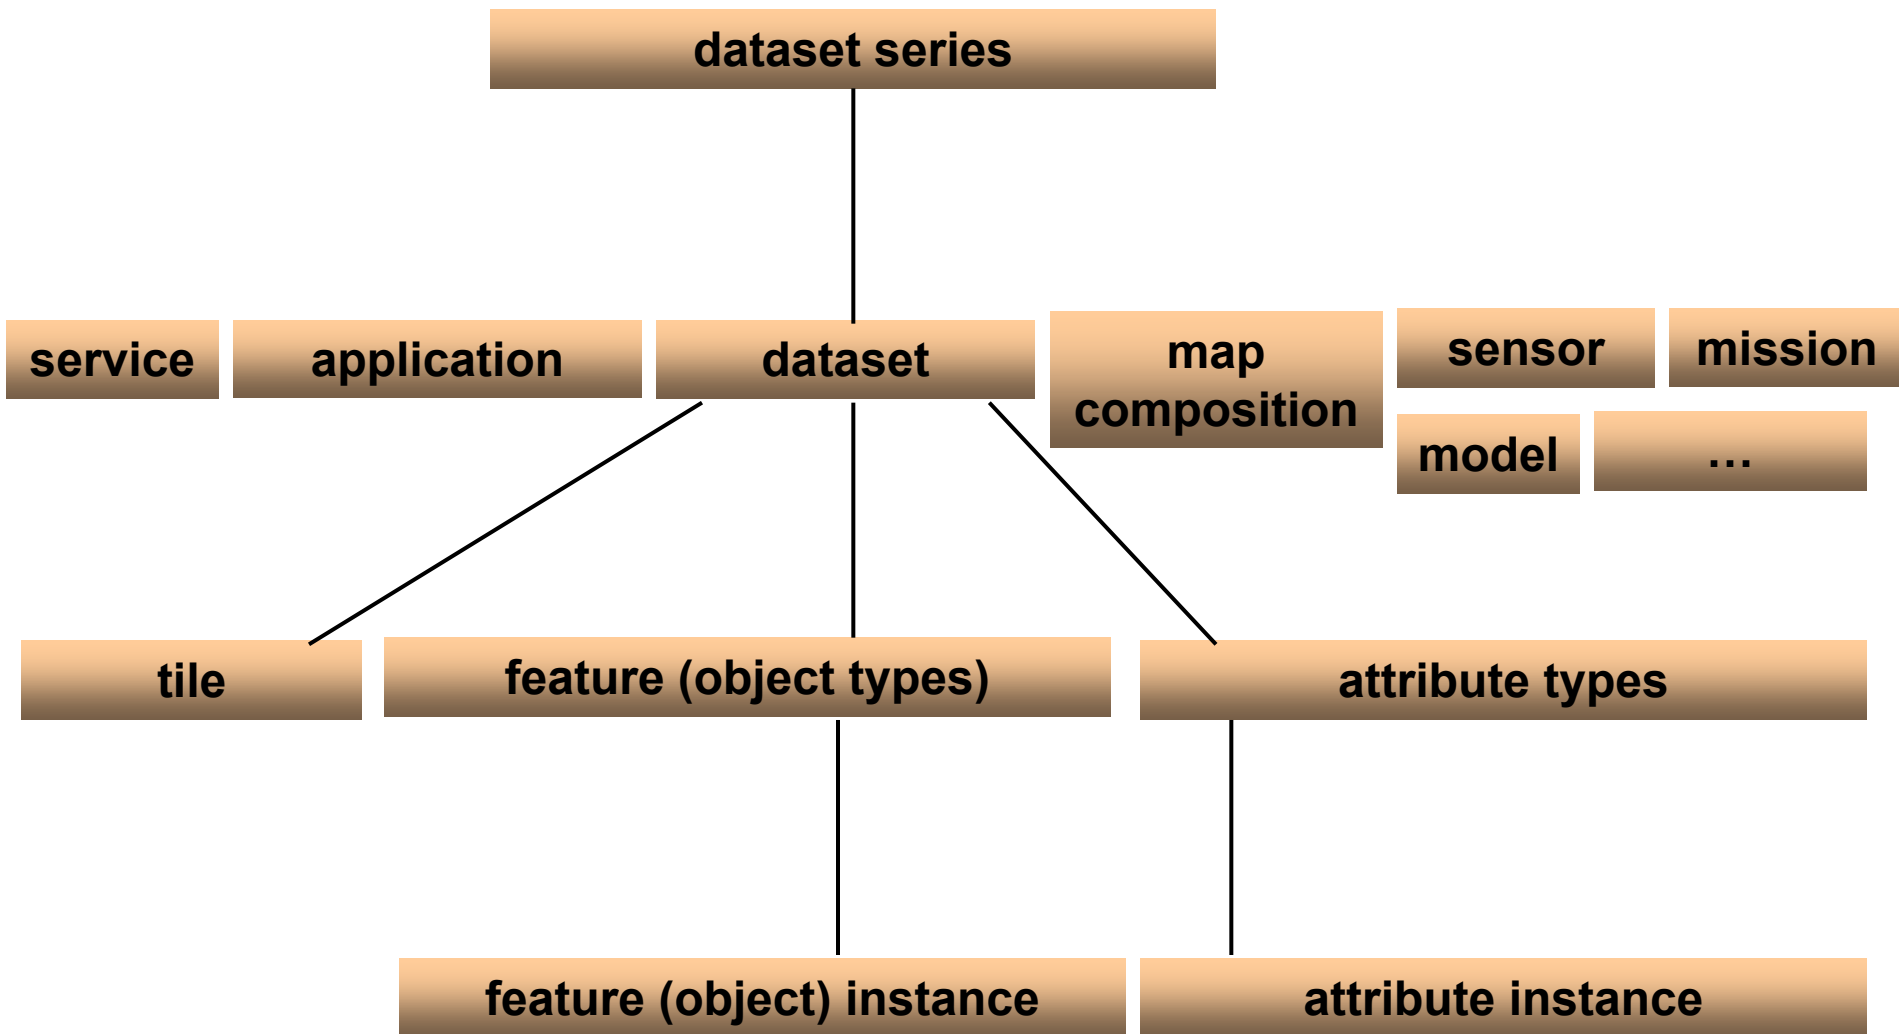 dataset series
service
application
dataset
map
composition
sensor
mission
model
…
tile
feature (object types)
attribute types
feature (object) instance
attribute instance